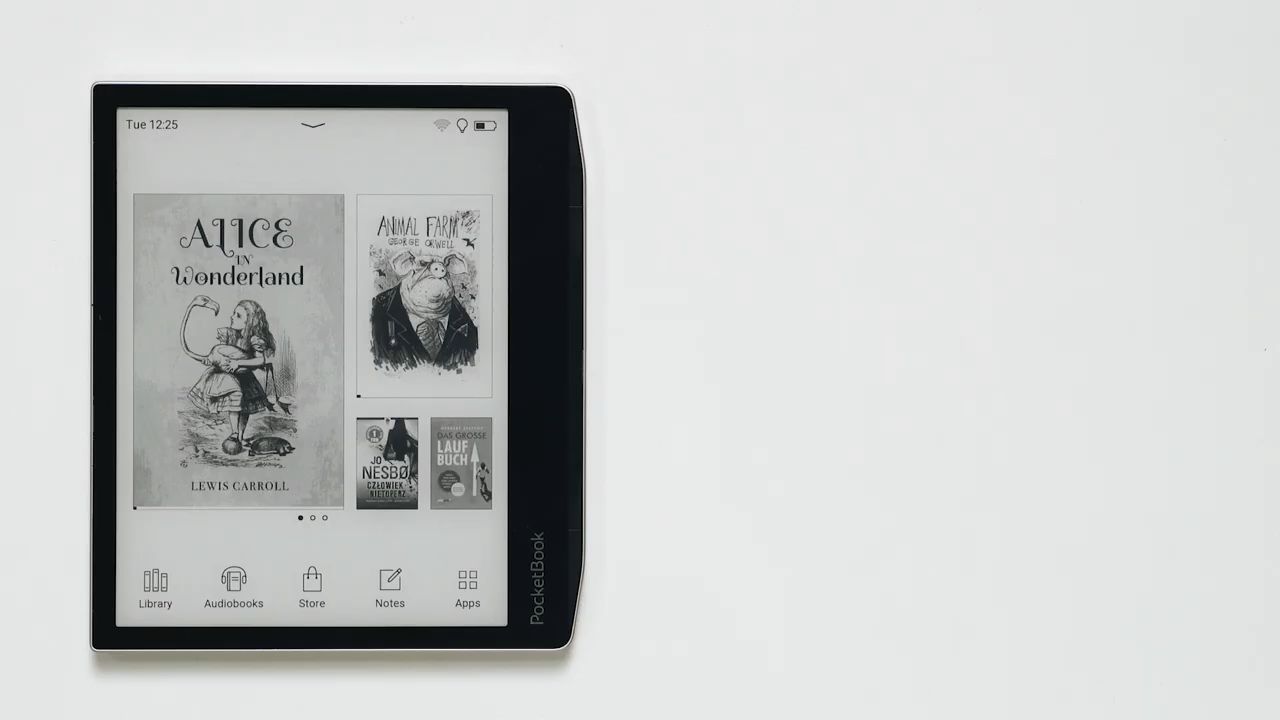 Tue 12:25
ALICE
IN
Wonderland
LEWIS CARROLL
ANIMAL FARM
GEORGE ORWELL
JO
NESBØ
CZŁOWIEK
NIETOPERZ
DAS GROSSE
LAUF
BUCH
Library
Audiobooks
Store
Notes
Apps
PocketBook